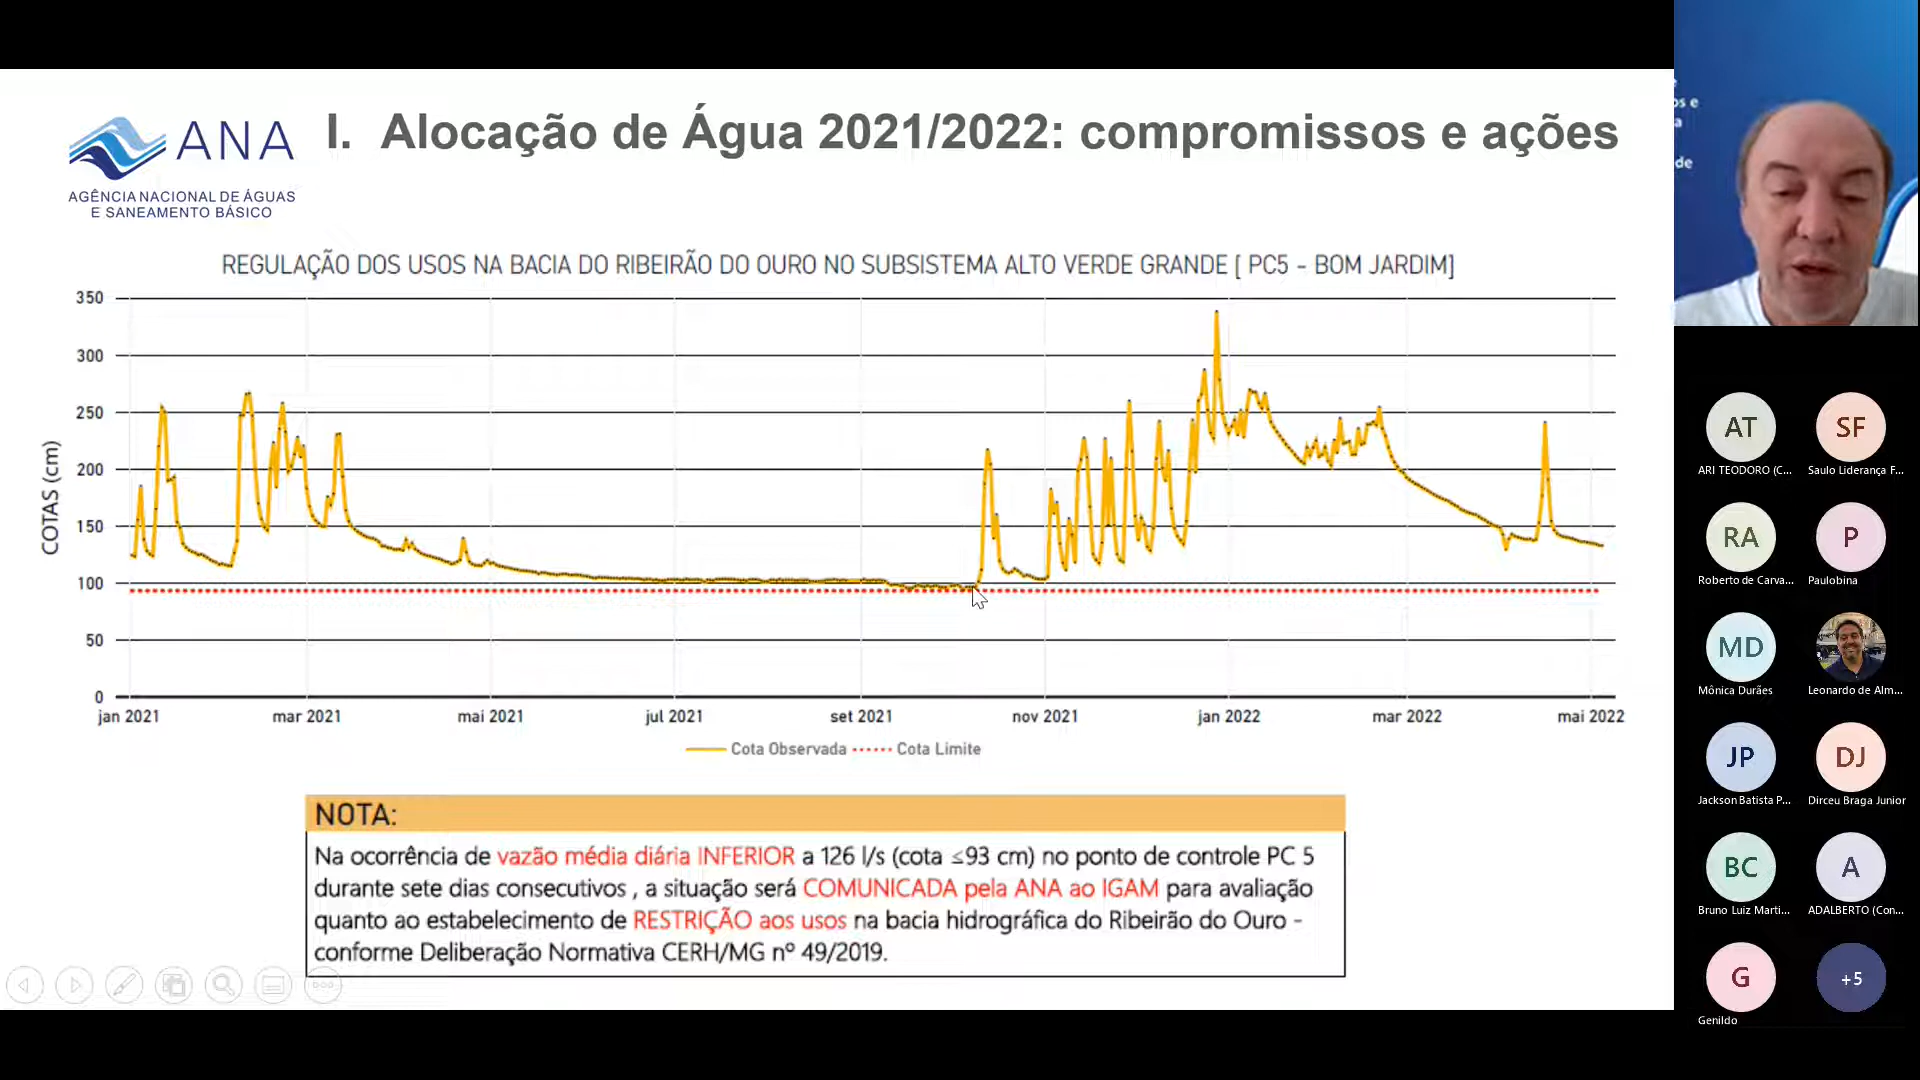 ANA
AGÊNCIA NACIONAL DE ÁGUAS
E SANEAMENTO BÁSICO
I. Alocação de Água 2021/2022: compromissos e ações
REGULAÇÃO DOS USOS NA BACIA DO RIBEIRÃO DO OURO NO SUBSISTEMA ALTO VERDE GRANDE [ PC5 - BOM JARDIM]
COTAS (cm)
350
300
250
200
150
100
50
0
jan 2021 mar 2021 mai 2021 jul 2021 set 2021 nov 2021 jan 2022 mar 2022 mai 2022
Cota Observada Cota Limite
NOTA:
Na ocorrência de vazão média diária INFERIOR a 126 l/s (cota ≤93 cm) no ponto de controle PC 5
durante sete dias consecutivos , a situação será COMUNICADA pela ANA ao IGAM para avaliação
quanto ao estabelecimento de RESTRIÇÃO aos usos na bacia hidrográfica do Ribeirão do Ouro -
conforme Deliberação Normativa CERH/MG nº 49/2019.
os e
de
AT SF
ARI TEODORO (C... Saulo Liderança F...
RA P
Roberto de Carva... Paulobina
MD
Mônica Durães Leonardo de Alm...
JP DJ
Jackson Batista P... Dirceu Braga Junior
BC A
Bruno Luiz Marti... ADALBERTO (Con...
G +5
Genildo